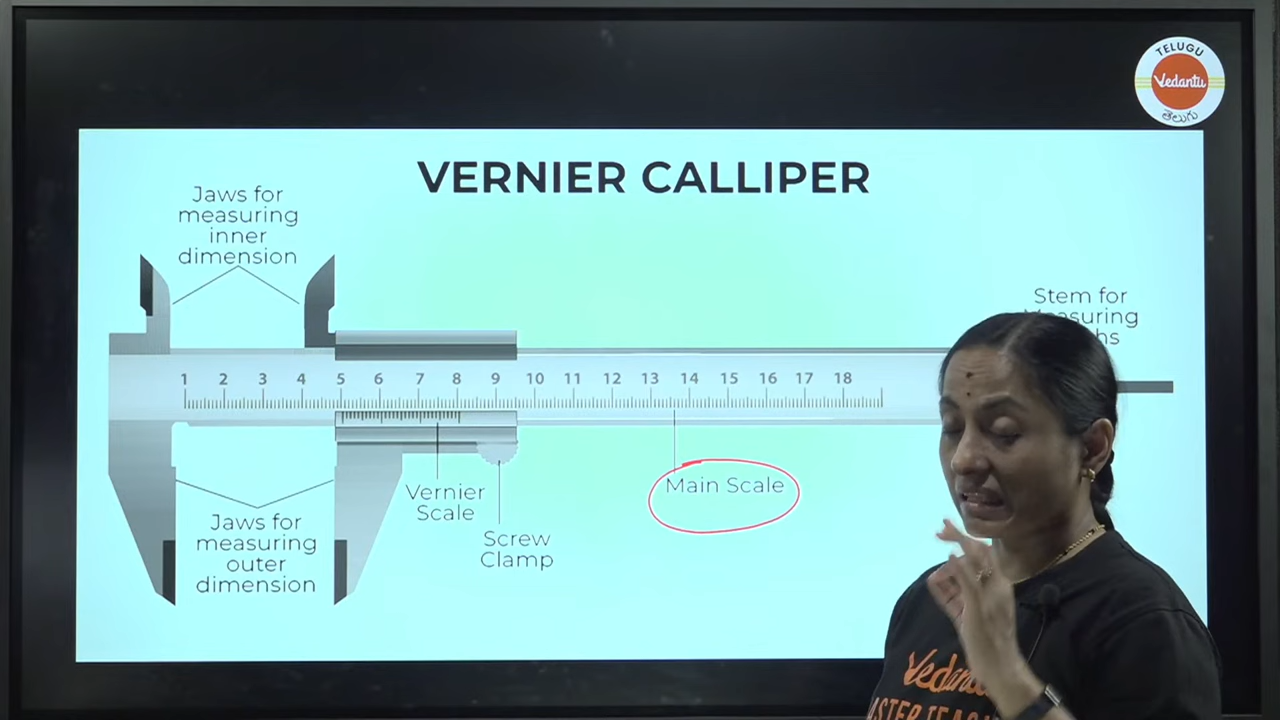 TELUGU
Vedantu
తెలుగు
VERNIER CALLIPER
Jaws for
measuring
inner
dimension
Stem for
1 2 3 4 5 6 7 8 9 10 11 12 13 14 15 16 17 18
Vernier
Scale
Main Scale
Screw
Clamp
Jaws for
measuring
outer
dimension